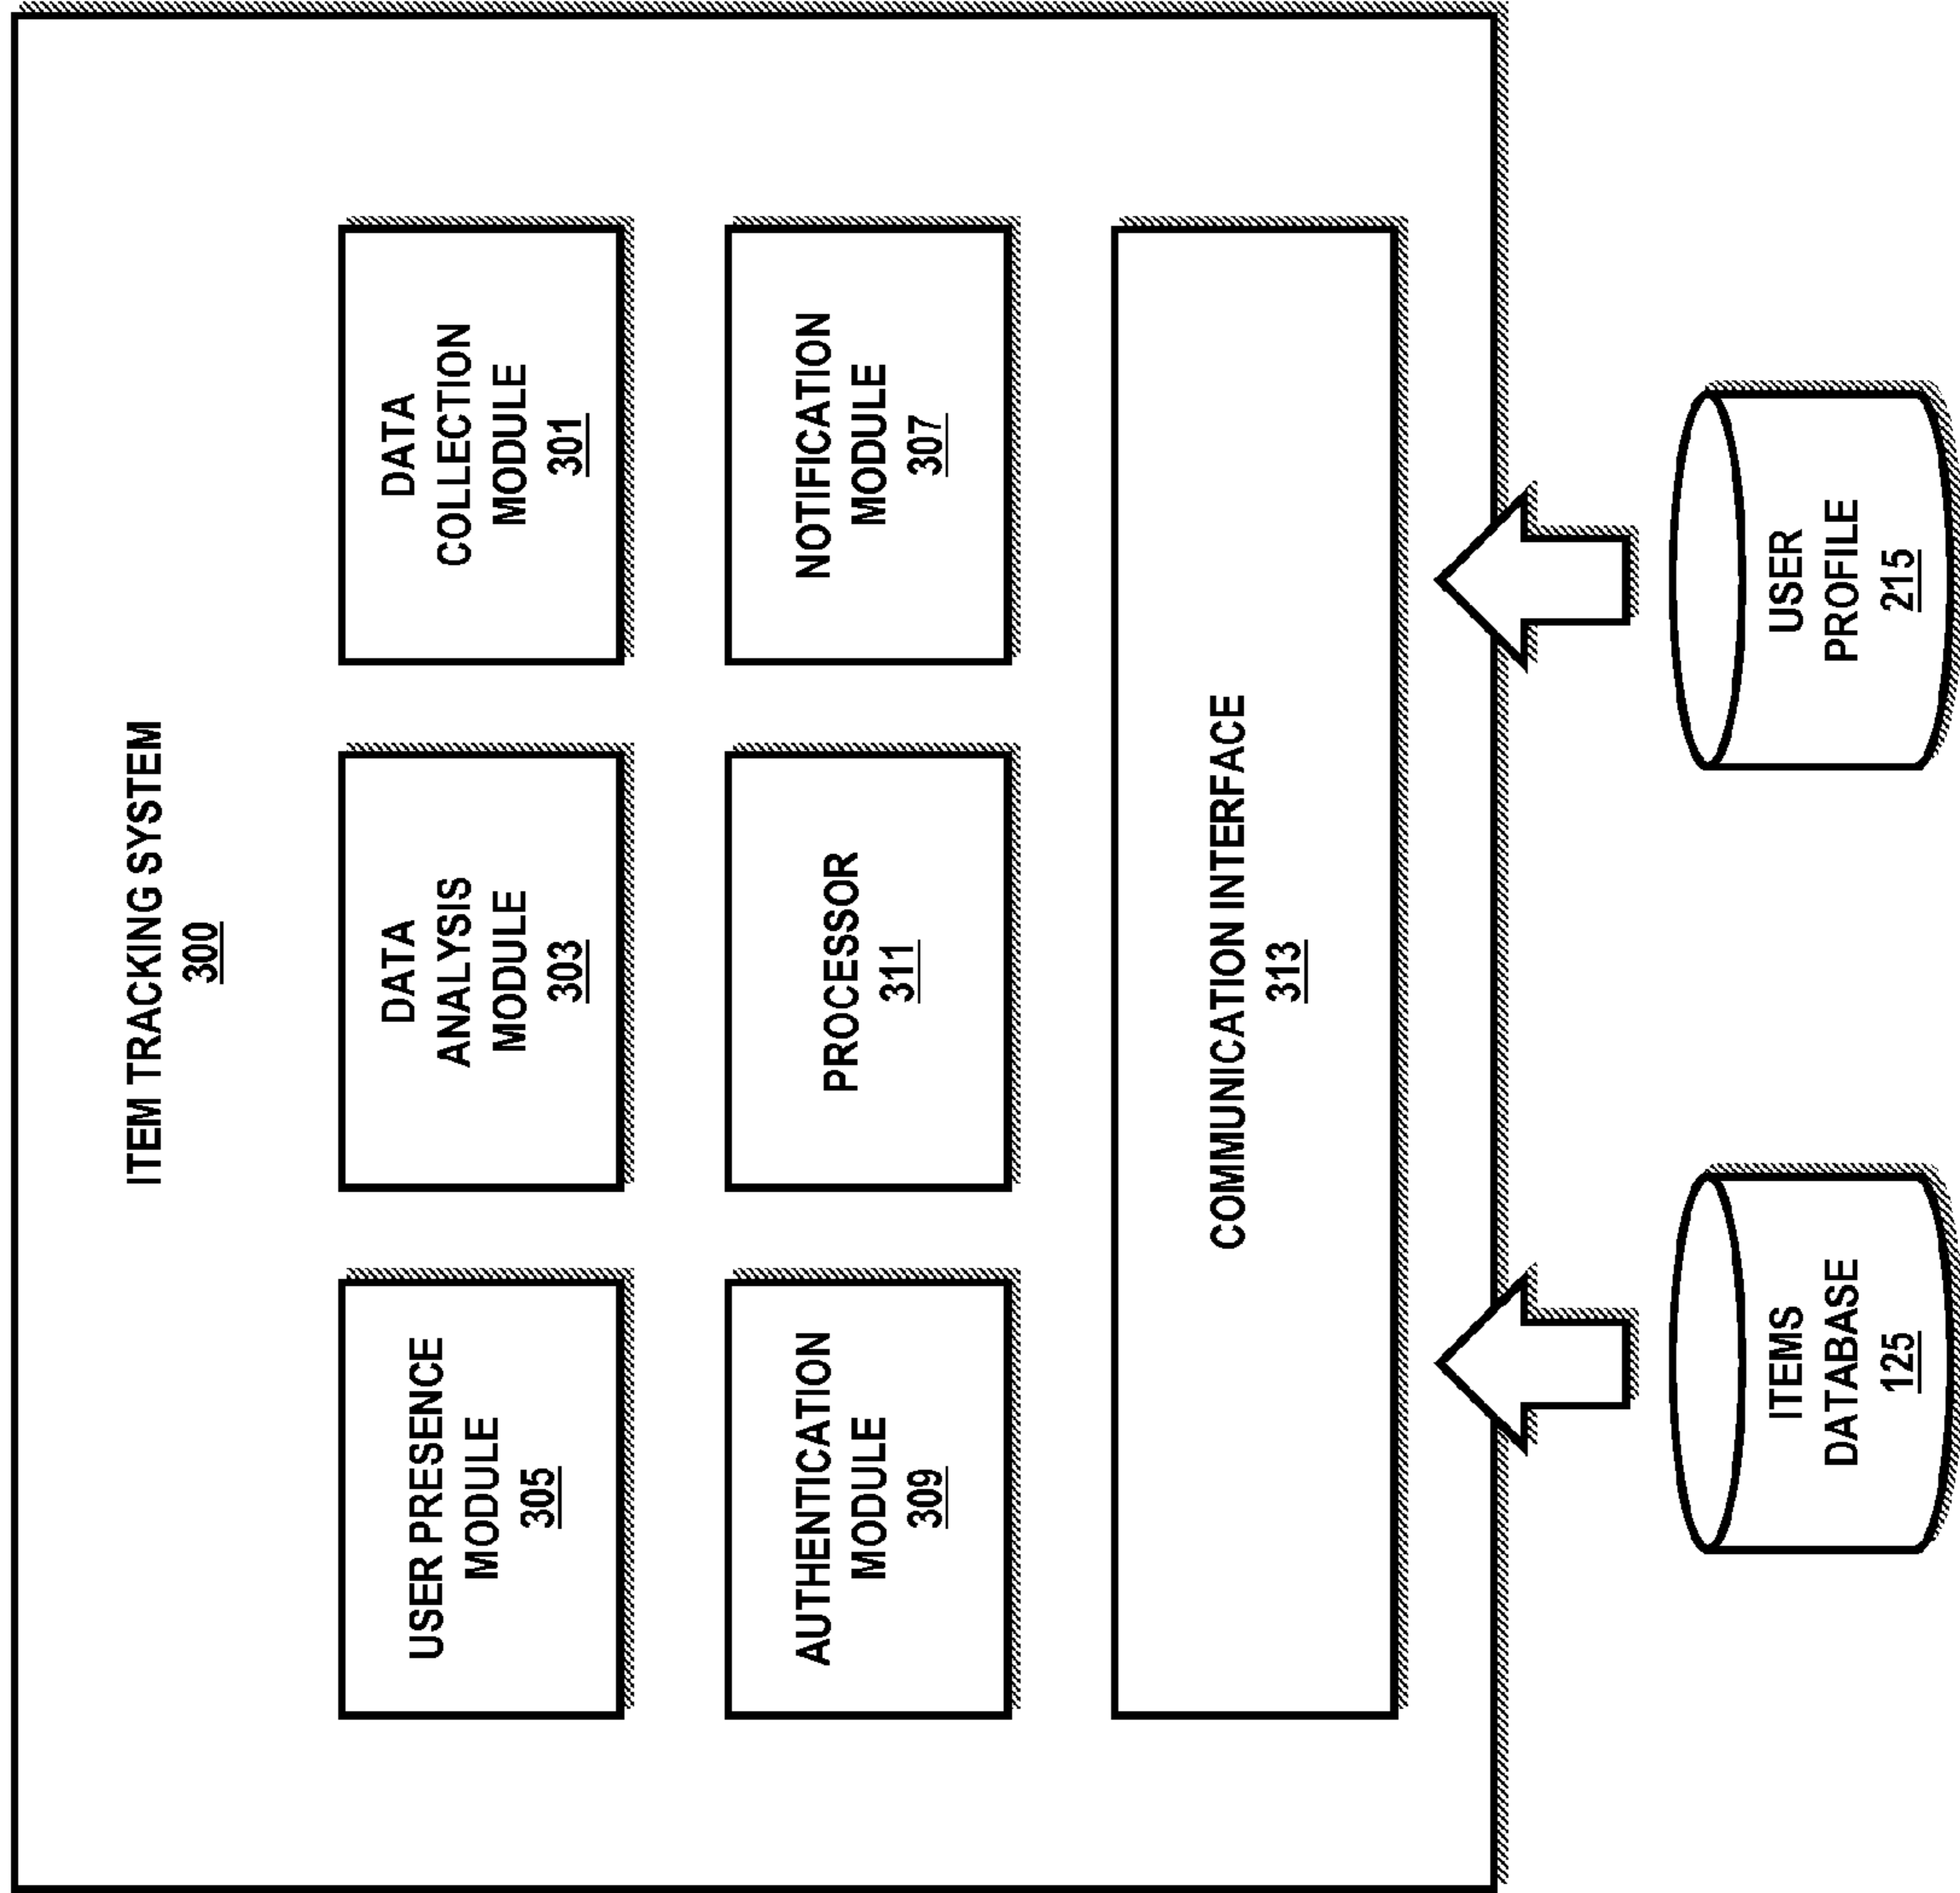 ITEM TRACKING SYSTEM
300
USER PRESENCE
MODULE
305
DATA
ANALYSIS
MODULE
303
DATA
COLLECTION
MODULE
301
AUTHENTICATION
MODULE
309
PROCESSOR
311
NOTIFICATION
MODULE
307
COMMUNICATION INTERFACE
313
ITEMS
DATABASE
125
USER
PROFILE
215